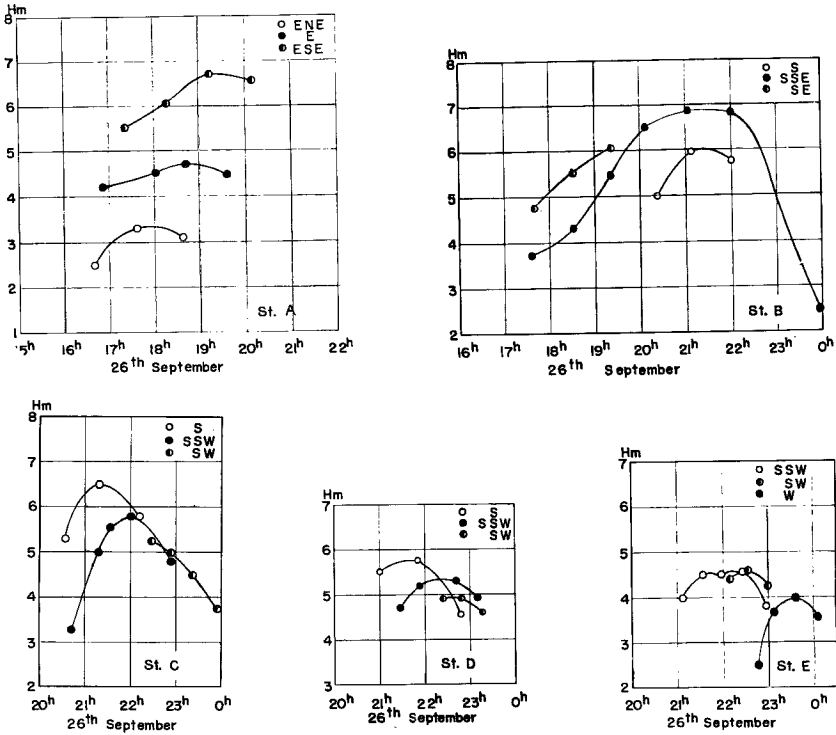 Hm
8
7
6
5
4
3
2
1
ENE
E
ESE
St. A
15h 16h 17h 18h 19h 20h 21h 22h
26th September
Hm
8
7
6
5
4
3
2
S
SSE
SE
St. B
16h 17h 18h 19h 20h 21h 22h 23h 0h
26th September
Hm
8
7
6
5
4
3
2
S
SSW
SW
St. C
20h 21h 22h 23h 0h
26th September
Hm
7
6
5
4
3
S
SSW
SW
St. D
20h 21h 22h 23h 0h
26th September
Hm
7
6
5
4
3
2
SSW
SW
W
St. E
20h 21h 22h 23h 0h
26th September